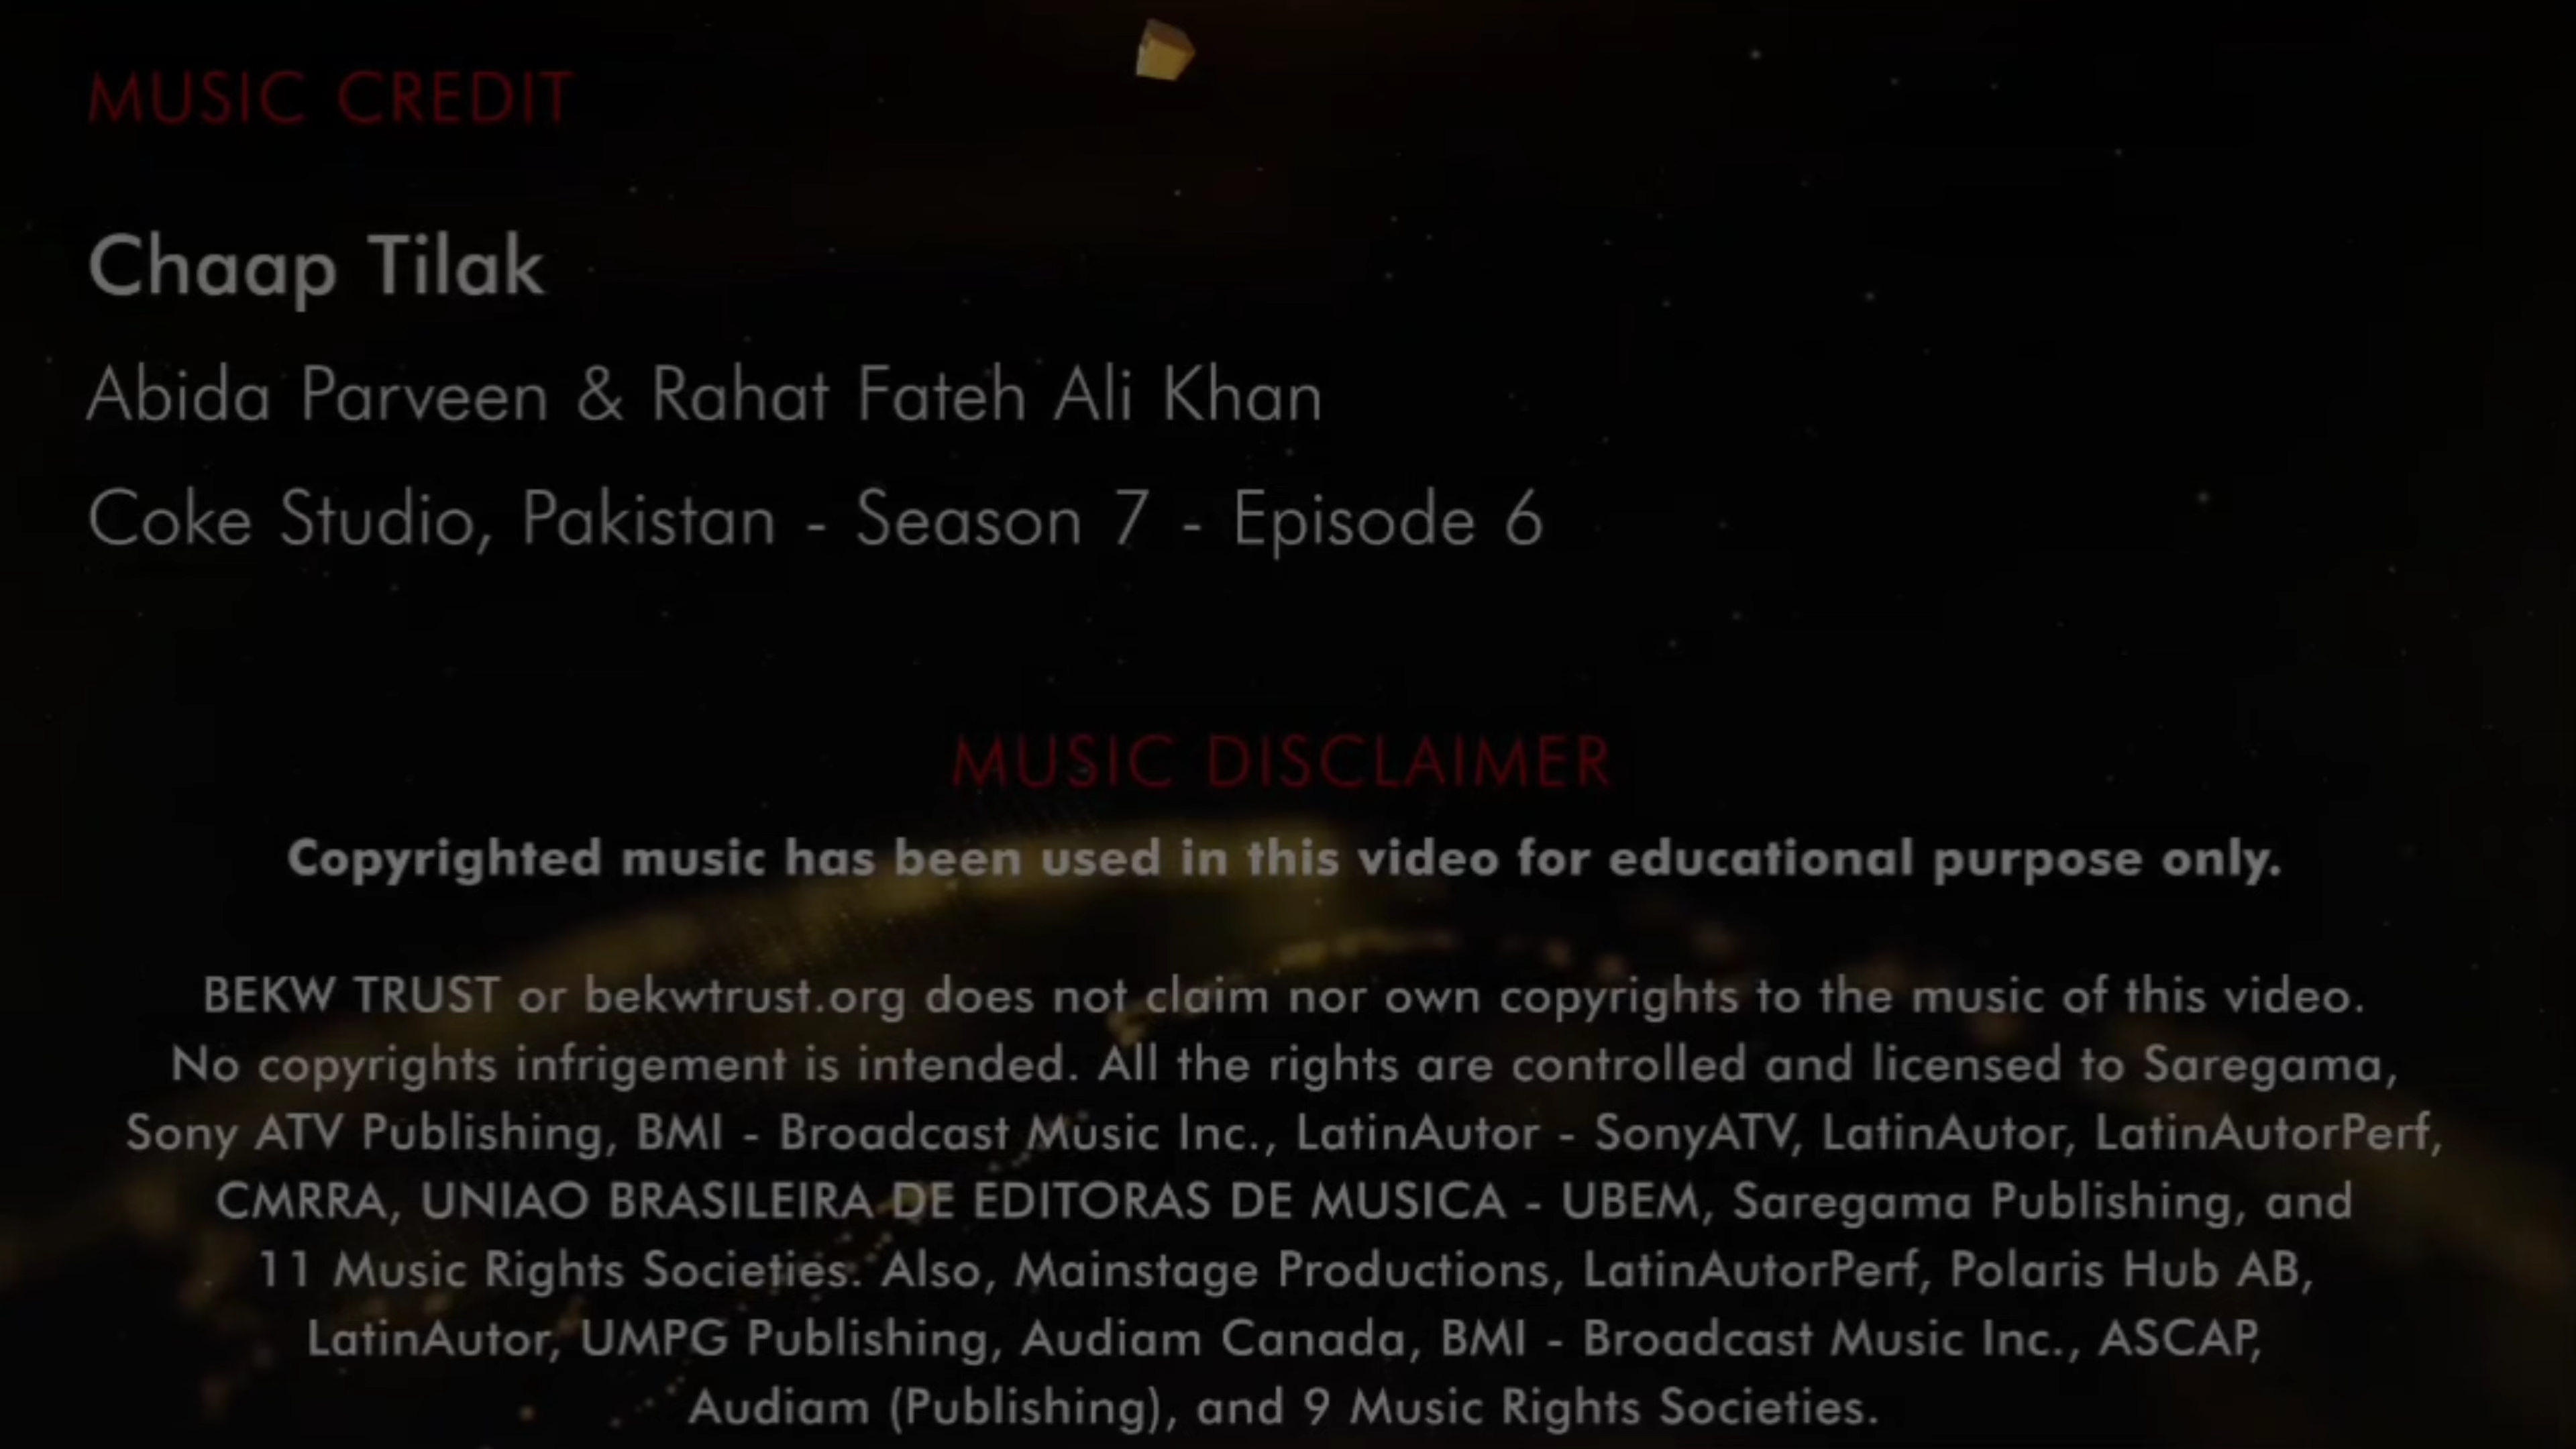 MUSIC CREDIT
Chaap Tilak
Abida Parveen & Rahat Fateh Ali Khan
Coke Studio, Pakistan - Season 7 - Episode 6
MUSIC DISCLAIMER
Copyrighted music has been used in this video for educational purpose only.
BEKW TRUST or bekwtrust.org does not claim nor own copyrights to the music of this video.
No copyrights infrigement is intended. All the rights are controlled and licensed to Saregama,
Sony ATV Publishing, BMI - Broadcast Music Inc., LatinAutor - SonyATV, LatinAutor, LatinAutorPerf,
CMRRA, UNIAO BRASILEIRA DE EDITORAS DE MUSICA - UBEM, Saregama Publishing, and
11 Music Rights Societies. Also, Mainstage Productions, LatinAutorPerf, Polaris Hub AB,
LatinAutor, UMPG Publishing, Audiam Canada, BMI - Broadcast Music Inc., ASCAP,
Audiam (Publishing), and 9 Music Rights Societies.